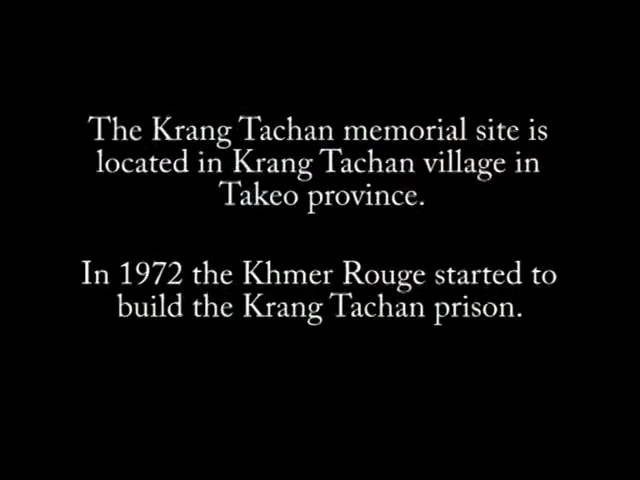 The Krang Tachan memorial site is
located in Krang Tachan village in
Takeo province.
In 1972 the Khmer Rouge started to
build the Krang Tachan prison.